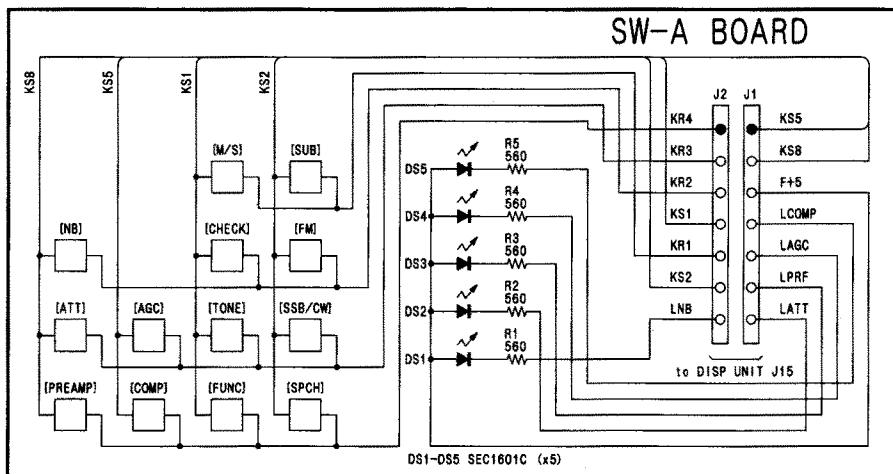 SW-A BOARD
KS8
KS5
KS1
KS2
J2 J1
KR4 KS5
KR3 KS8
KR2 F+5
KS1 LCOMP
KR1 LAGC
KS2 LPRF
LNB LATT
to DISP UNIT J15
[M/S] [SUB]
[NB] [CHECK] [FM]
[ATT] [AGC] [TONE] [SSB/CW]
[PREAMP] [COMP] [FUNC] [SPCH]
DS5 R5 560
DS4 R4 560
DS3 R3 560
DS2 R2 560
DS1 R1 560
DS1-DS5 SEC1601C (x5)